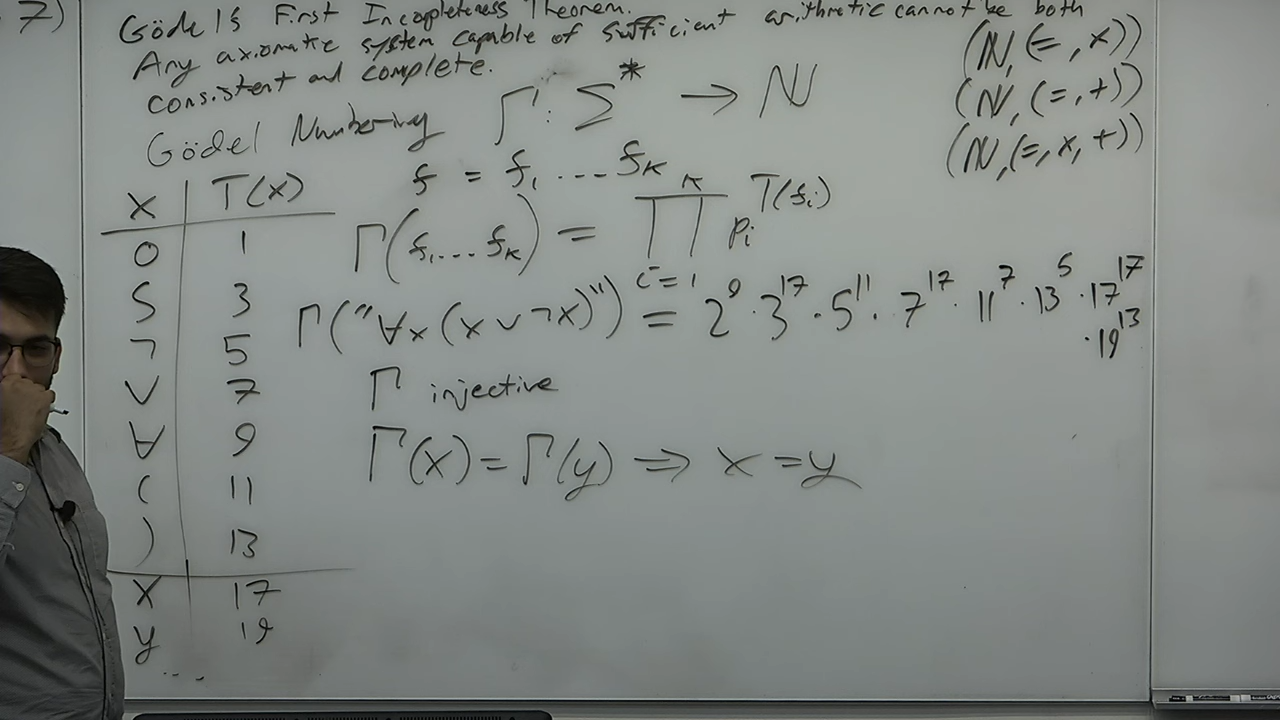 7) Gödel's First Incompleteness Theorem.
Any axiomatic system capable of sufficient arithmetic cannot be both
consistent and complete.
(ℕ, (=, ×))
(ℕ, (=, +))
(ℕ, (=, ×, +))
Gödel Numbering Γ: Σ* → ℕ
f = f₁ ... f_K
Γ(f₁ ... f_K) = ∏_{i=1}^{K} p_i^{T(f_i)}
Γ("∀x(x∨¬x)") = 2⁹ · 3¹⁷ · 5¹¹ · 7¹⁷ · 11⁷ · 13⁵ · 17¹⁷
· 19¹³
Γ injective
Γ(x) = Γ(y) ⇒ x = y
X T(x)
0 1
S 3
¬ 5
∨ 7
∀ 9
( 11
) 13
x 17
y 19
...